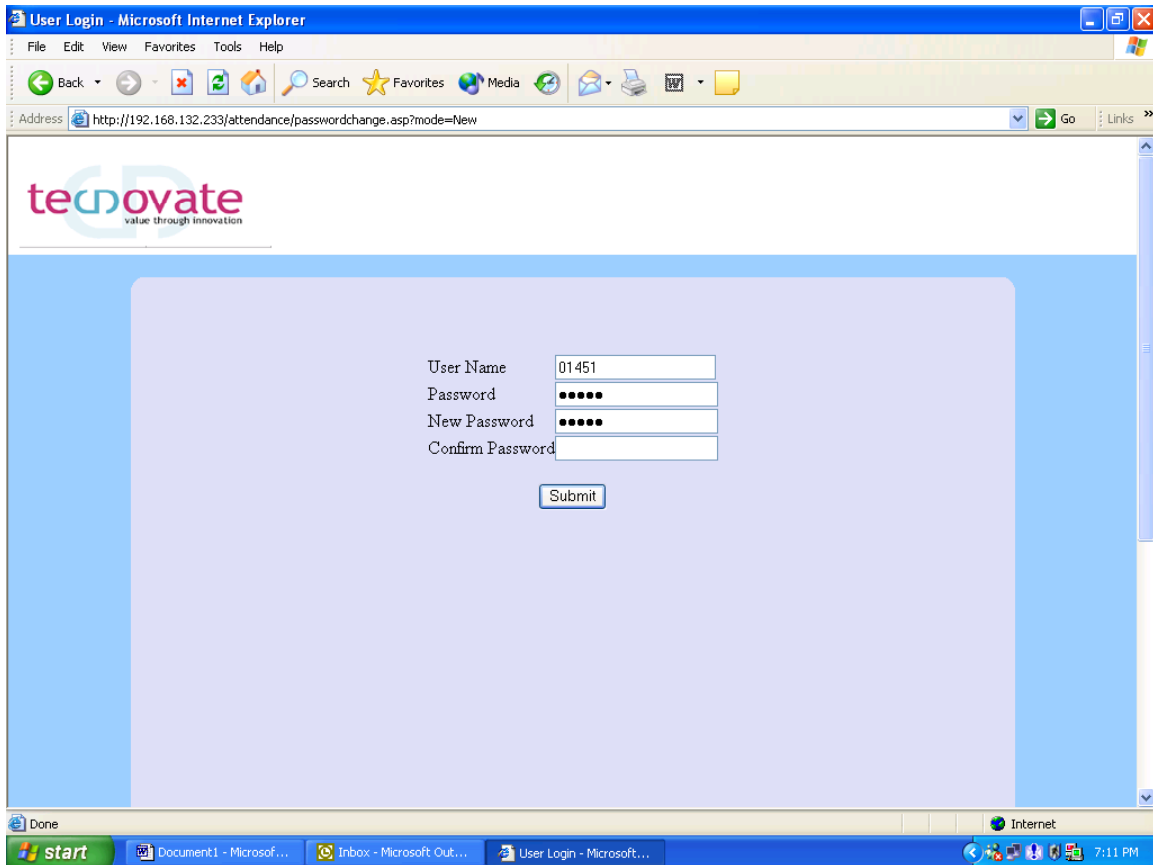 User Login - Microsoft Internet Explorer
File Edit View Favorites Tools Help
Back Search Favorites Media
Address http://192.168.132.233/attendance/passwordchange.asp?mode=New Go Links »
tecnovate
value through innovation
User Name 01451
Password •••••
New Password •••••
Confirm Password
Submit
Done Internet
start Document1 - Microsof... Inbox - Microsoft Out... User Login - Microsoft... 7:11 PM